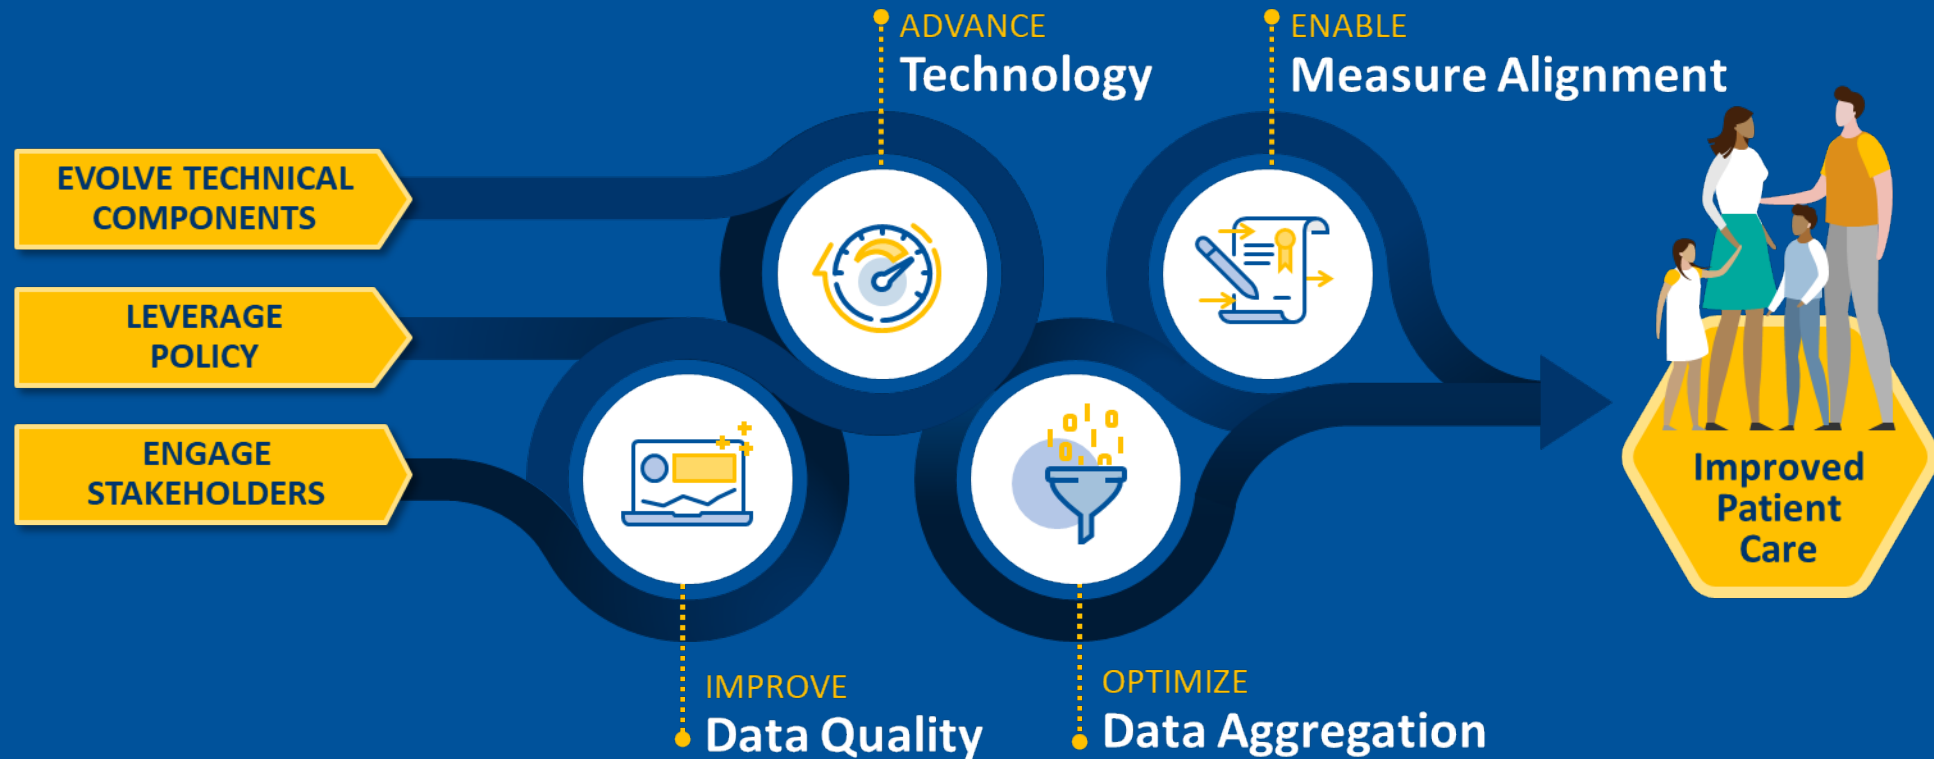 ADVANCE
Technology
ENABLE
Measure Alignment
EVOLVE TECHNICAL
COMPONENTS
LEVERAGE
POLICY
ENGAGE
STAKEHOLDERS
IMPROVE
Data Quality
OPTIMIZE
Data Aggregation
Improved
Patient
Care